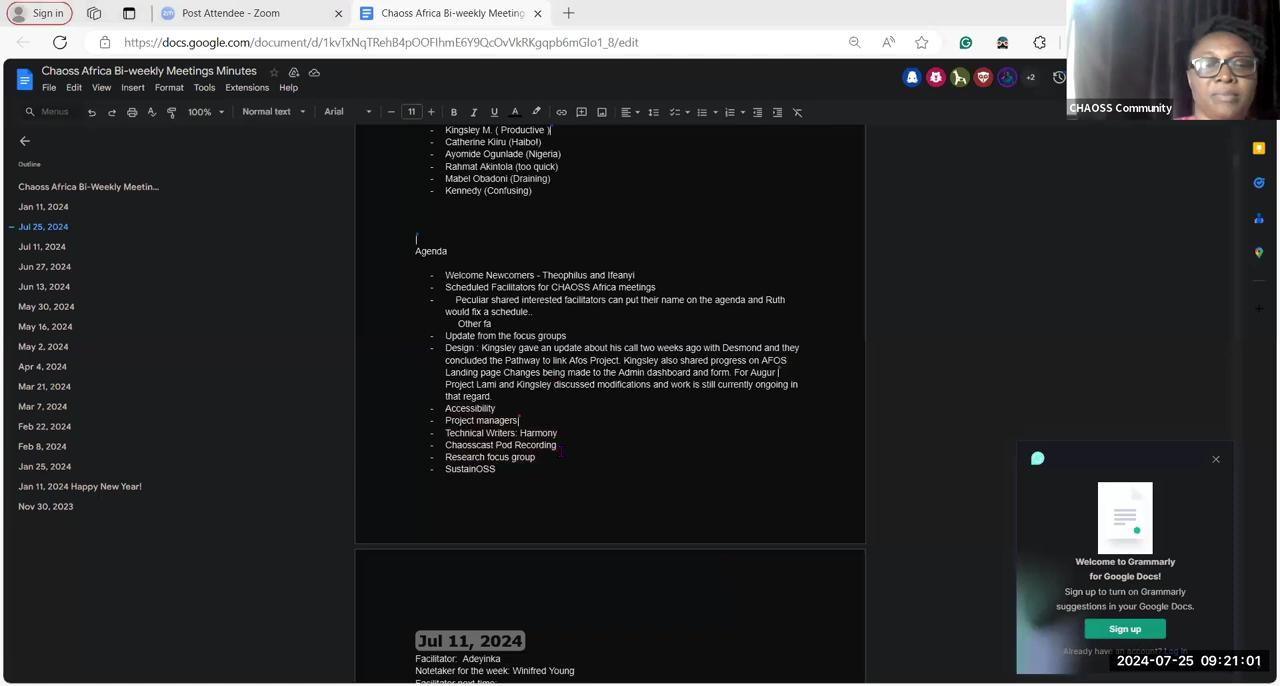 Sign in
Post Attendee - Zoom
Chaoss Africa Bi-weekly Meeting
https://docs.google.com/document/d/1kvTxNqTRehB4pOOFIhmE6Y9QcOvVkRKgqpb6mGIo1_8/edit
Chaoss Africa Bi-weekly Meetings Minutes
File Edit View Insert Format Tools Extensions Help
+2
CHAOSS Community
Menus
100%
Normal text
Arial
11
Outline
Chaoss Africa Bi-Weekly Meetin...
Jan 11, 2024
Jul 25, 2024
Jul 11, 2024
Jun 27, 2024
Jun 13, 2024
May 30, 2024
May 16, 2024
May 2, 2024
Apr 4, 2024
Mar 21, 2024
Mar 7, 2024
Feb 22, 2024
Feb 8, 2024
Jan 25, 2024
Jan 11, 2024 Happy New Year!
Nov 30, 2023
- Kingsley M. ( Productive )
- Catherine Kiiru (Haibo!)
- Ayomide Ogunlade (Nigeria)
- Rahmat Akintola (too quick)
- Mabel Obadoni (Draining)
- Kennedy (Confusing)
Agenda
- Welcome Newcomers - Theophilus and Ifeanyi
- Scheduled Facilitators for CHAOSS Africa meetings
- Peculiar shared interested facilitators can put their name on the agenda and Ruth
would fix a schedule..
Other fa
- Update from the focus groups
- Design : Kingsley gave an update about his call two weeks ago with Desmond and they
concluded the Pathway to link Afos Project. Kingsley also shared progress on AFOS
Landing page Changes being made to the Admin dashboard and form. For Augur
Project Lami and Kingsley discussed modifications and work is still currently ongoing in
that regard.
- Accessibility
- Project managers
- Technical Writers: Harmony
- Chaosscast Pod Recording
- Research focus group
- SustainOSS
Jul 11, 2024
Facilitator: Adeyinka
Notetaker for the week: Winifred Young
Facilitator next time:
Welcome to Grammarly
for Google Docs!
Sign up to turn on Grammarly
suggestions in your Google Docs.
Sign up
Already have an account? Log in
2024-07-25 09:21:01